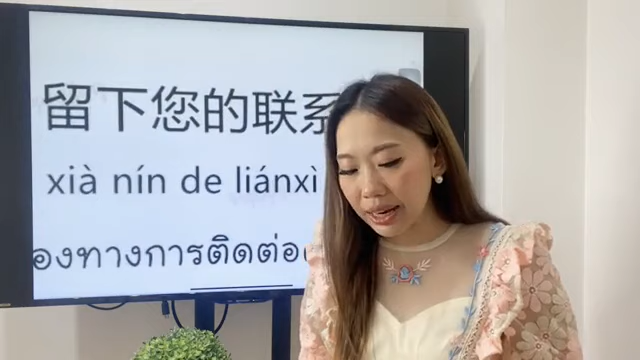 留下您的联系
xià nín de liánxì
องทางการติดต่อ